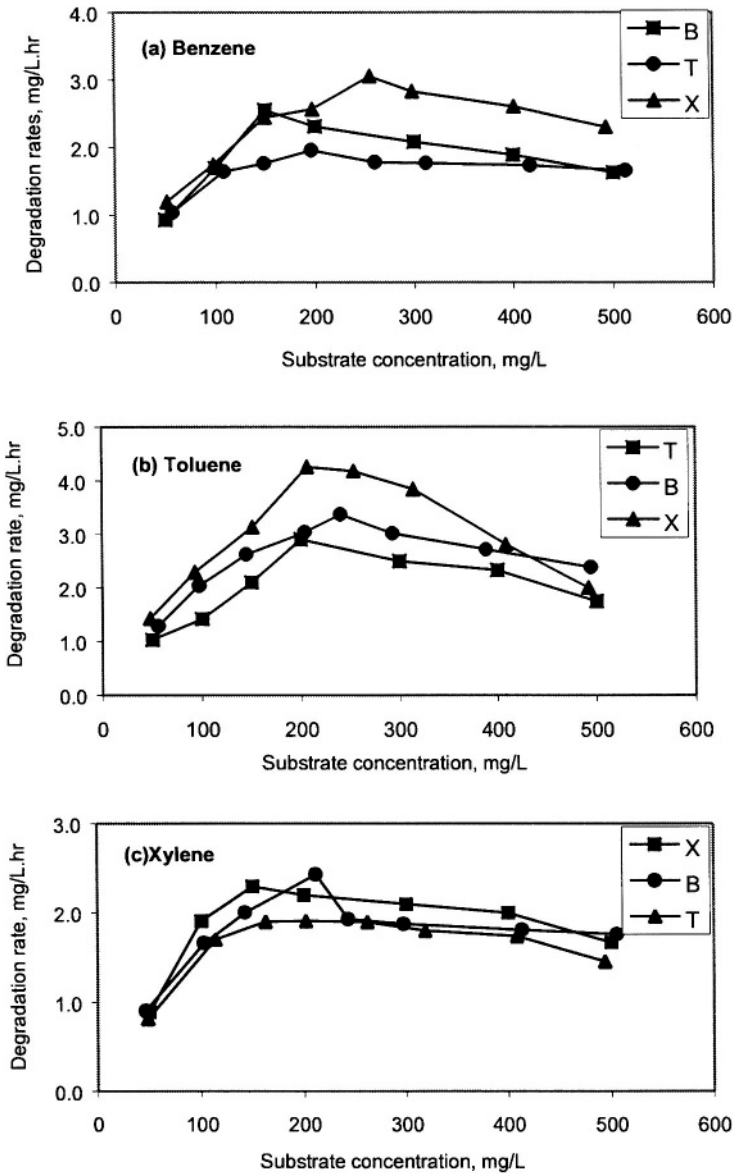 (a) Benzene
Degradation rates, mg/L.hr
4.0
3.0
2.0
1.0
0.0
B
T
X
0 100 200 300 400 500 600
Substrate concentration, mg/L
(b) Toluene
Degradation rate, mg/L.hr
5.0
4.0
3.0
2.0
1.0
0.0
T
B
X
0 100 200 300 400 500 600
Substrate concentration, mg/L
(c)Xylene
Degradation rate, mg/L.hr
3.0
2.0
1.0
0.0
X
B
T
0 100 200 300 400 500 600
Substrate concentration, mg/L